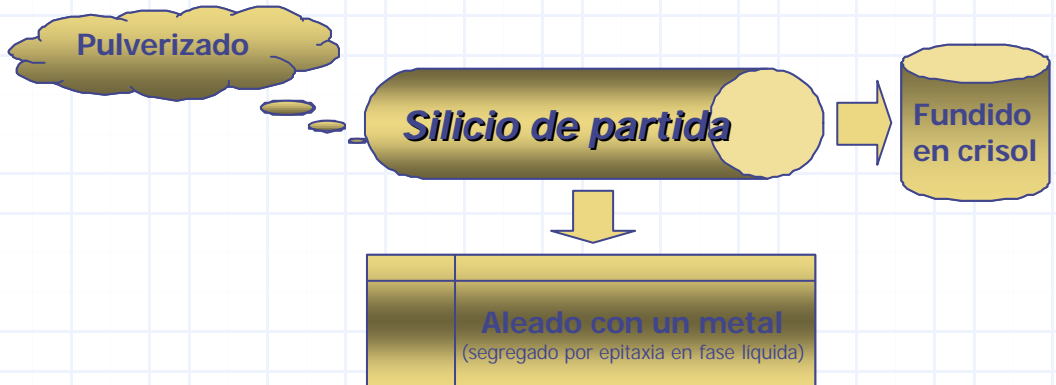 Pulverizado
Silicio de partida
Fundido
en crisol
Aleado con un metal
(segregado por epitaxia en fase líquida)